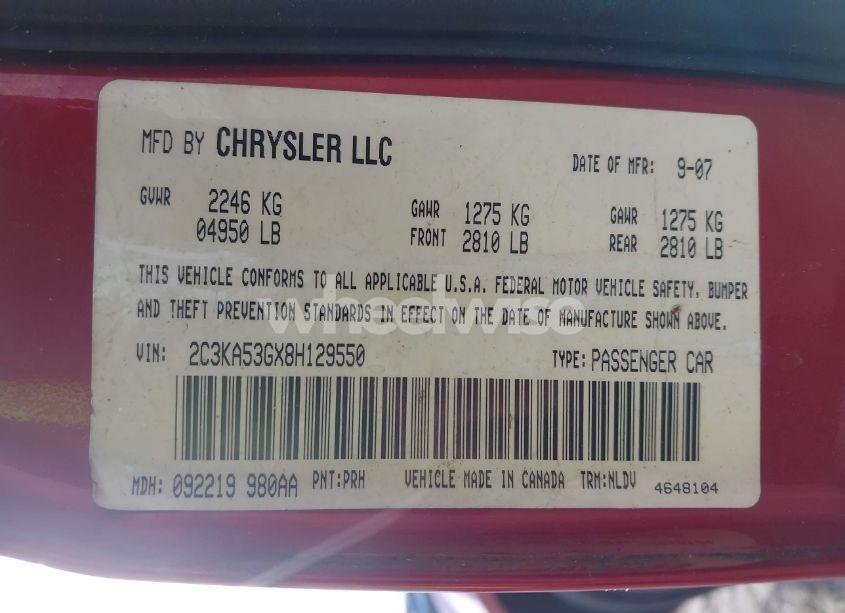 MFD BY CHRYSLER LLC DATE OF MFR: 9-07
GVWR 2246 KG GAWR 1275 KG GAWR 1275 KG
04950 LB FRONT 2810 LB REAR 2810 LB
THIS VEHICLE CONFORMS TO ALL APPLICABLE U.S.A. FEDERAL MOTOR VEHICLE SAFETY, BUMPER
AND THEFT PREVENTION STANDARDS IN EFFECT ON THE DATE OF MANUFACTURE SHOWN ABOVE.
wheelwise
VIN: 2C3KA53GX8H129550 TYPE: PASSENGER CAR
MDH: 092219 980AA PNT:PRH VEHICLE MADE IN CANADA TRM:NLDV 4648104